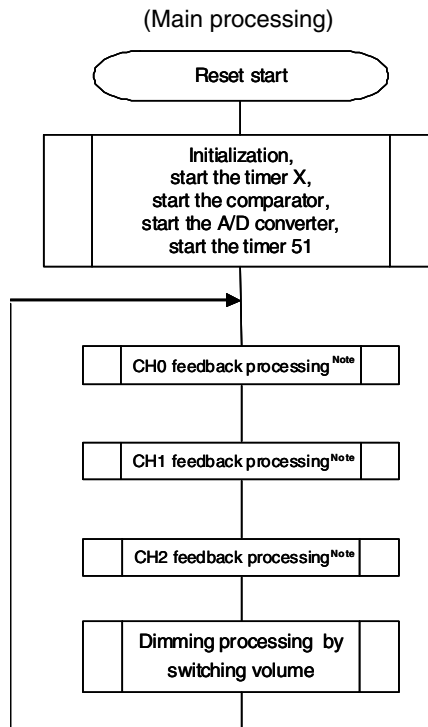 (Main processing)
Reset start
Initialization,
start the timer X,
start the comparator,
start the A/D converter,
start the timer 51
CH0 feedback processing Note
CH1 feedback processing Note
CH2 feedback processing Note
Dimming processing by
switching volume